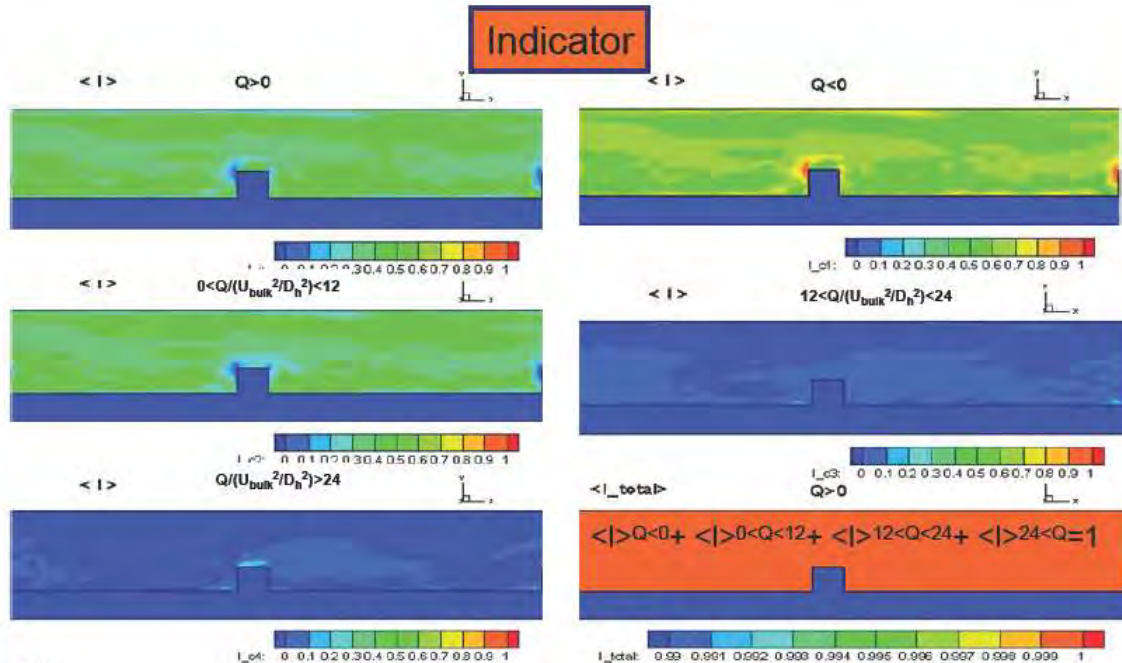 Indicator
< I > Q>0
Y
X
0 0.1 0.2 0.3 0.4 0.5 0.6 0.7 0.8 0.9 1
< I > Q<0
Y
X
I_c1: 0 0.1 0.2 0.3 0.4 0.5 0.6 0.7 0.8 0.9 1
< I > 0<Q/(U_bulk²/D_h²)<12
I_c2: 0 0.1 0.2 0.3 0.4 0.5 0.6 0.7 0.8 0.9 1
< I > 12<Q/(U_bulk²/D_h²)<24
X
I_c3: 0 0.1 0.2 0.3 0.4 0.5 0.6 0.7 0.8 0.9 1
< I > Q/(U_bulk²/D_h²)>24
Y
I_c4: 0 0.1 0.2 0.3 0.4 0.5 0.6 0.7 0.8 0.9 1
<I_total> Q>0
X
<I>Q<0+ <I>0<Q<12+ <I>12<Q<24+ <I>24<Q=1
I_total: 0.99 0.991 0.992 0.993 0.994 0.995 0.996 0.997 0.998 0.999 1